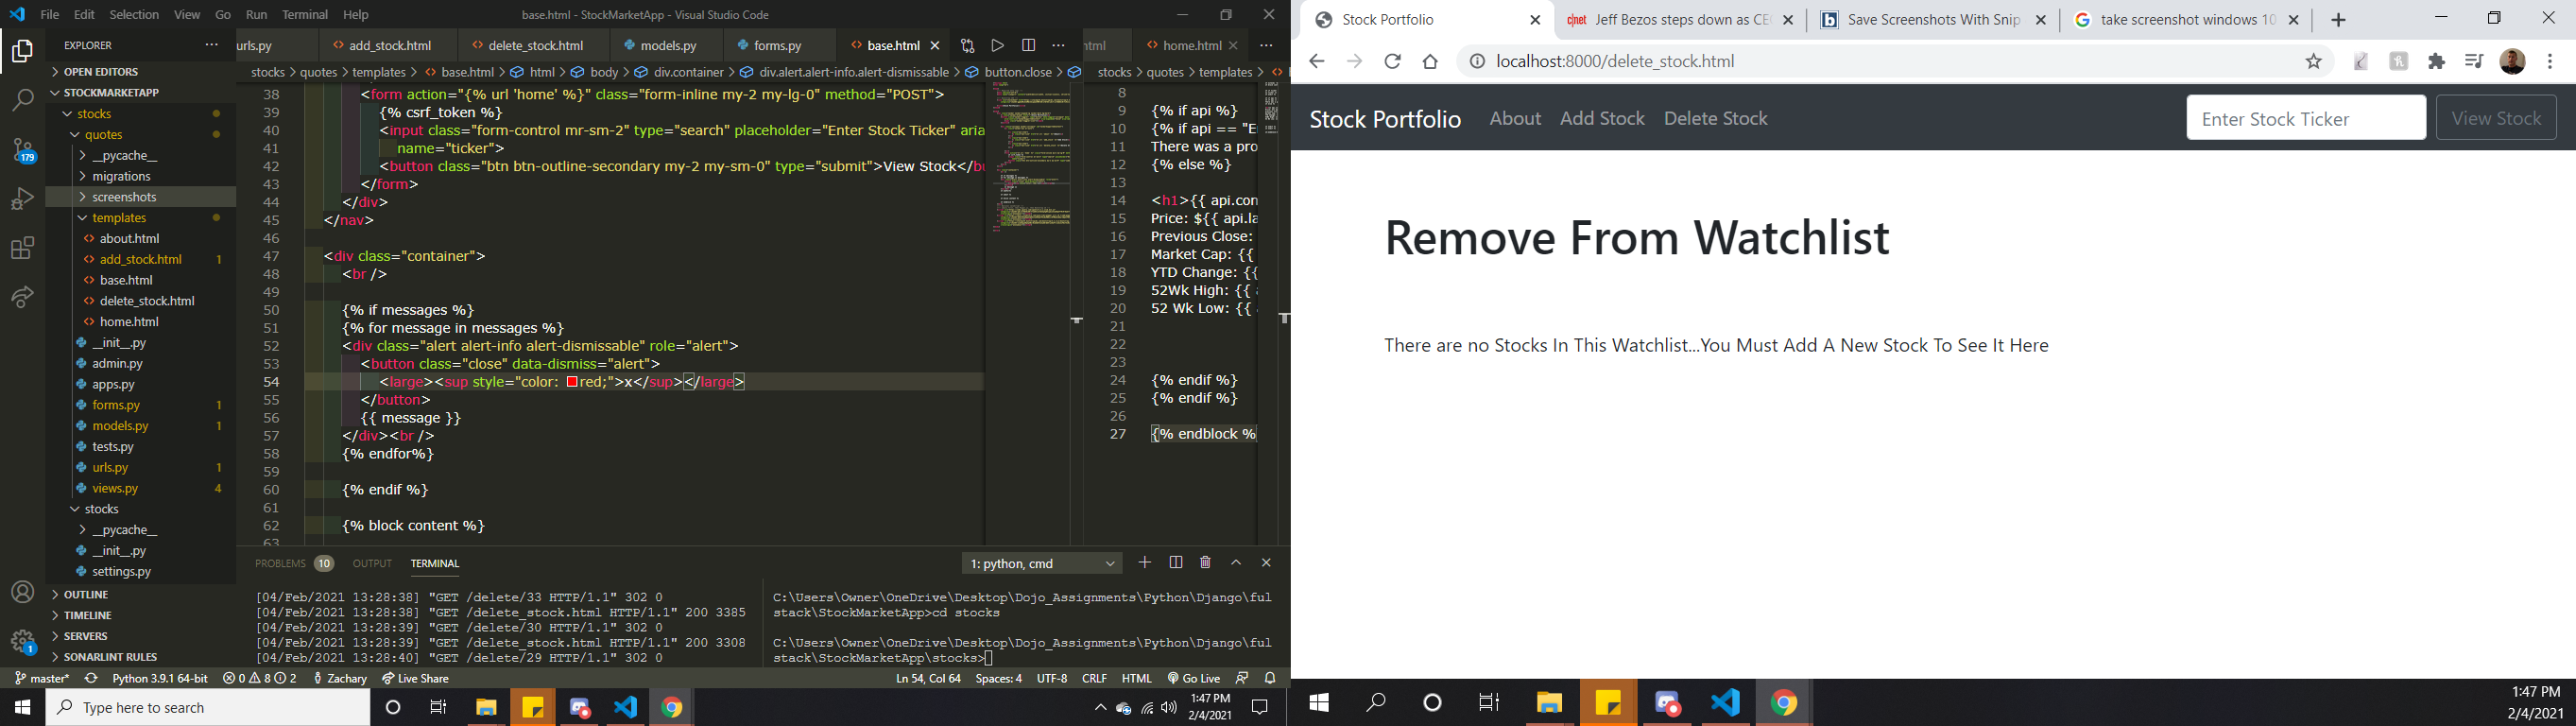 File Edit Selection View Go Run Terminal Help
base.html - StockMarketApp - Visual Studio Code
EXPLORER
OPEN EDITORS
STOCKMARKETAPP
stocks
quotes
__pycache__
migrations
screenshots
templates
about.html
add_stock.html 1
base.html
delete_stock.html
home.html
__init__.py
admin.py
apps.py
forms.py 1
models.py 1
tests.py
urls.py 1
views.py 4
stocks
__pycache__
__init__.py
settings.py
OUTLINE
TIMELINE
SERVERS
SONARLINT RULES
179
1
urls.py add_stock.html delete_stock.html models.py forms.py base.html
stocks > quotes > templates > base.html > html > body > div.container > div.alert.alert-info.alert-dismissable > button.close >
38 <form action="{% url 'home' %}" class="form-inline my-2 my-lg-0" method="POST">
39 {% csrf_token %}
40 <input class="form-control mr-sm-2" type="search" placeholder="Enter Stock Ticker" aria
41 name="ticker">
42 <button class="btn btn-outline-secondary my-2 my-sm-0" type="submit">View Stock</bu
43 </form>
44 </div>
45 </nav>
46
47 <div class="container">
48 <br />
49
50 {% if messages %}
51 {% for message in messages %}
52 <div class="alert alert-info alert-dismissable" role="alert">
53 <button class="close" data-dismiss="alert">
54 <large><sup style="color: red;">x</sup></large>
55 </button>
56 {{ message }}
57 </div><br />
58 {% endfor%}
59
60 {% endif %}
61
62 {% block content %}
63
html home.html
stocks > quotes > templates >
8
9 {% if api %}
10 {% if api == "E
11 There was a pro
12 {% else %}
13
14 <h1>{{ api.con
15 Price: ${{ api.la
16 Previous Close:
17 Market Cap: {{
18 YTD Change: {{
19 52Wk High: {{
20 52 Wk Low: {{
21
22
23
24 {% endif %}
25 {% endif %}
26
27 {% endblock %
PROBLEMS 10 OUTPUT TERMINAL
1: python, cmd
[04/Feb/2021 13:28:38] "GET /delete/33 HTTP/1.1" 302 0
[04/Feb/2021 13:28:38] "GET /delete_stock.html HTTP/1.1" 200 3385
[04/Feb/2021 13:28:39] "GET /delete/30 HTTP/1.1" 302 0
[04/Feb/2021 13:28:39] "GET /delete_stock.html HTTP/1.1" 200 3308
[04/Feb/2021 13:28:40] "GET /delete/29 HTTP/1.1" 302 0
C:\Users\Owner\OneDrive\Desktop\Dojo_Assignments\Python\Django\ful
stack\StockMarketApp>cd stocks
C:\Users\Owner\OneDrive\Desktop\Dojo_Assignments\Python\Django\ful
stack\StockMarketApp\stocks>
master* Python 3.9.1 64-bit 0 8 2 Zachary Live Share
Ln 54, Col 64 Spaces: 4 UTF-8 CRLF HTML Go Live
Type here to search
1:47 PM
2/4/2021
Stock Portfolio
c|net Jeff Bezos steps down as CE
b Save Screenshots With Snip
G take screenshot windows 10
localhost:8000/delete_stock.html
Stock Portfolio About Add Stock Delete Stock
Enter Stock Ticker View Stock
Remove From Watchlist
There are no Stocks In This Watchlist...You Must Add A New Stock To See It Here
1:47 PM
2/4/2021